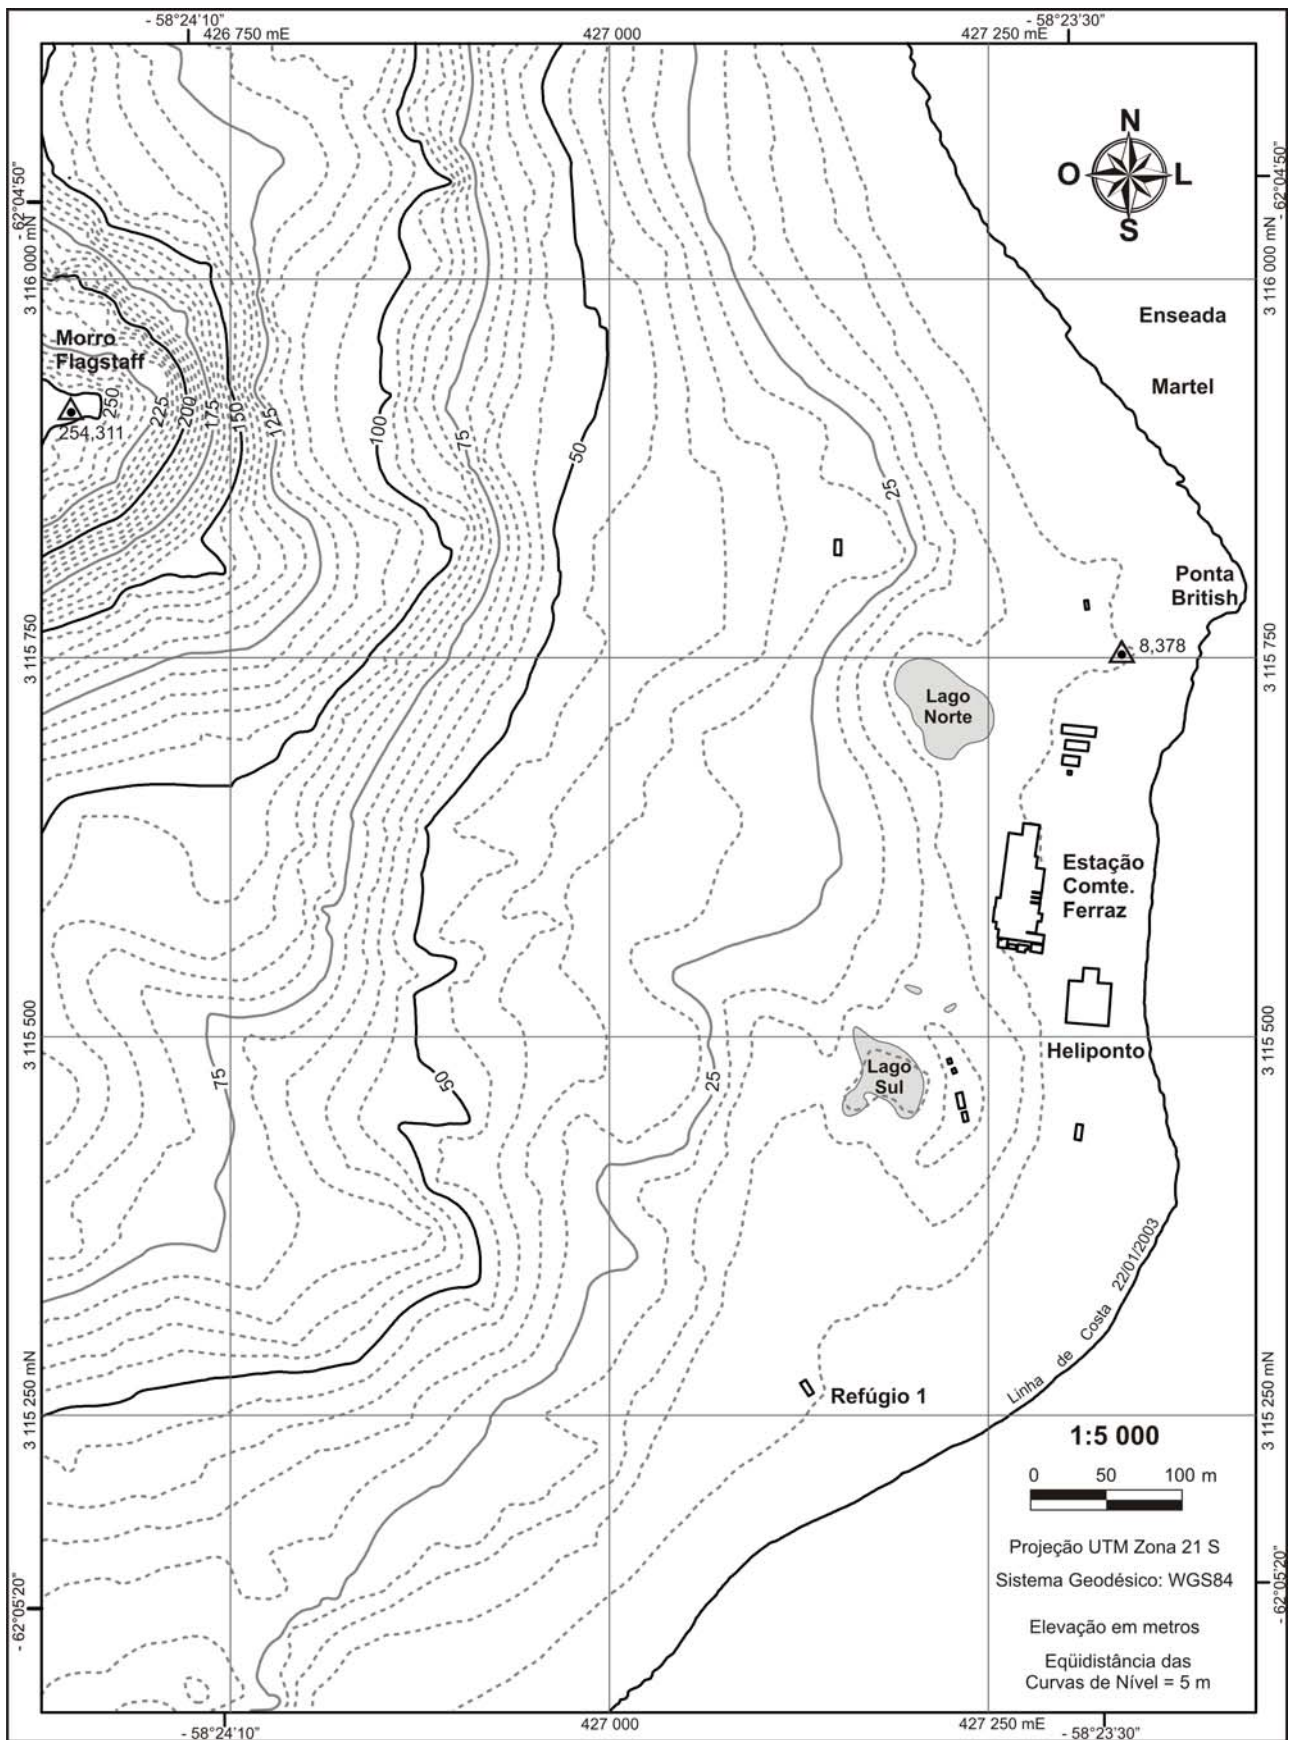 - 58°24'10"
- 58°23'30"
426 750 mE
427 000
427 250 mE
- 62°04'50"
- 62°04'50"
N
O
L
S
3 116 000 mN
3 116 000 mN
Enseada
Morro
Flagstaff
Martel
250
225
200
175
150
125
100
75
50
25
254,311
Ponta
British
8,378
3 115 750
3 115 750
Lago
Norte
Estação
Comte.
Ferraz
3 115 500
3 115 500
Heliponto
Lago
Sul
75
50
25
Linha de Costa 22/01/2003
3 115 250 mN
3 115 250 mN
Refúgio 1
1:5 000
0 50 100 m
Projeção UTM Zona 21 S
Sistema Geodésico: WGS84
Elevação em metros
Eqüidistância das
Curvas de Nível = 5 m
- 62°05'20"
- 62°05'20"
427 000
427 250 mE
- 58°24'10"
- 58°23'30"